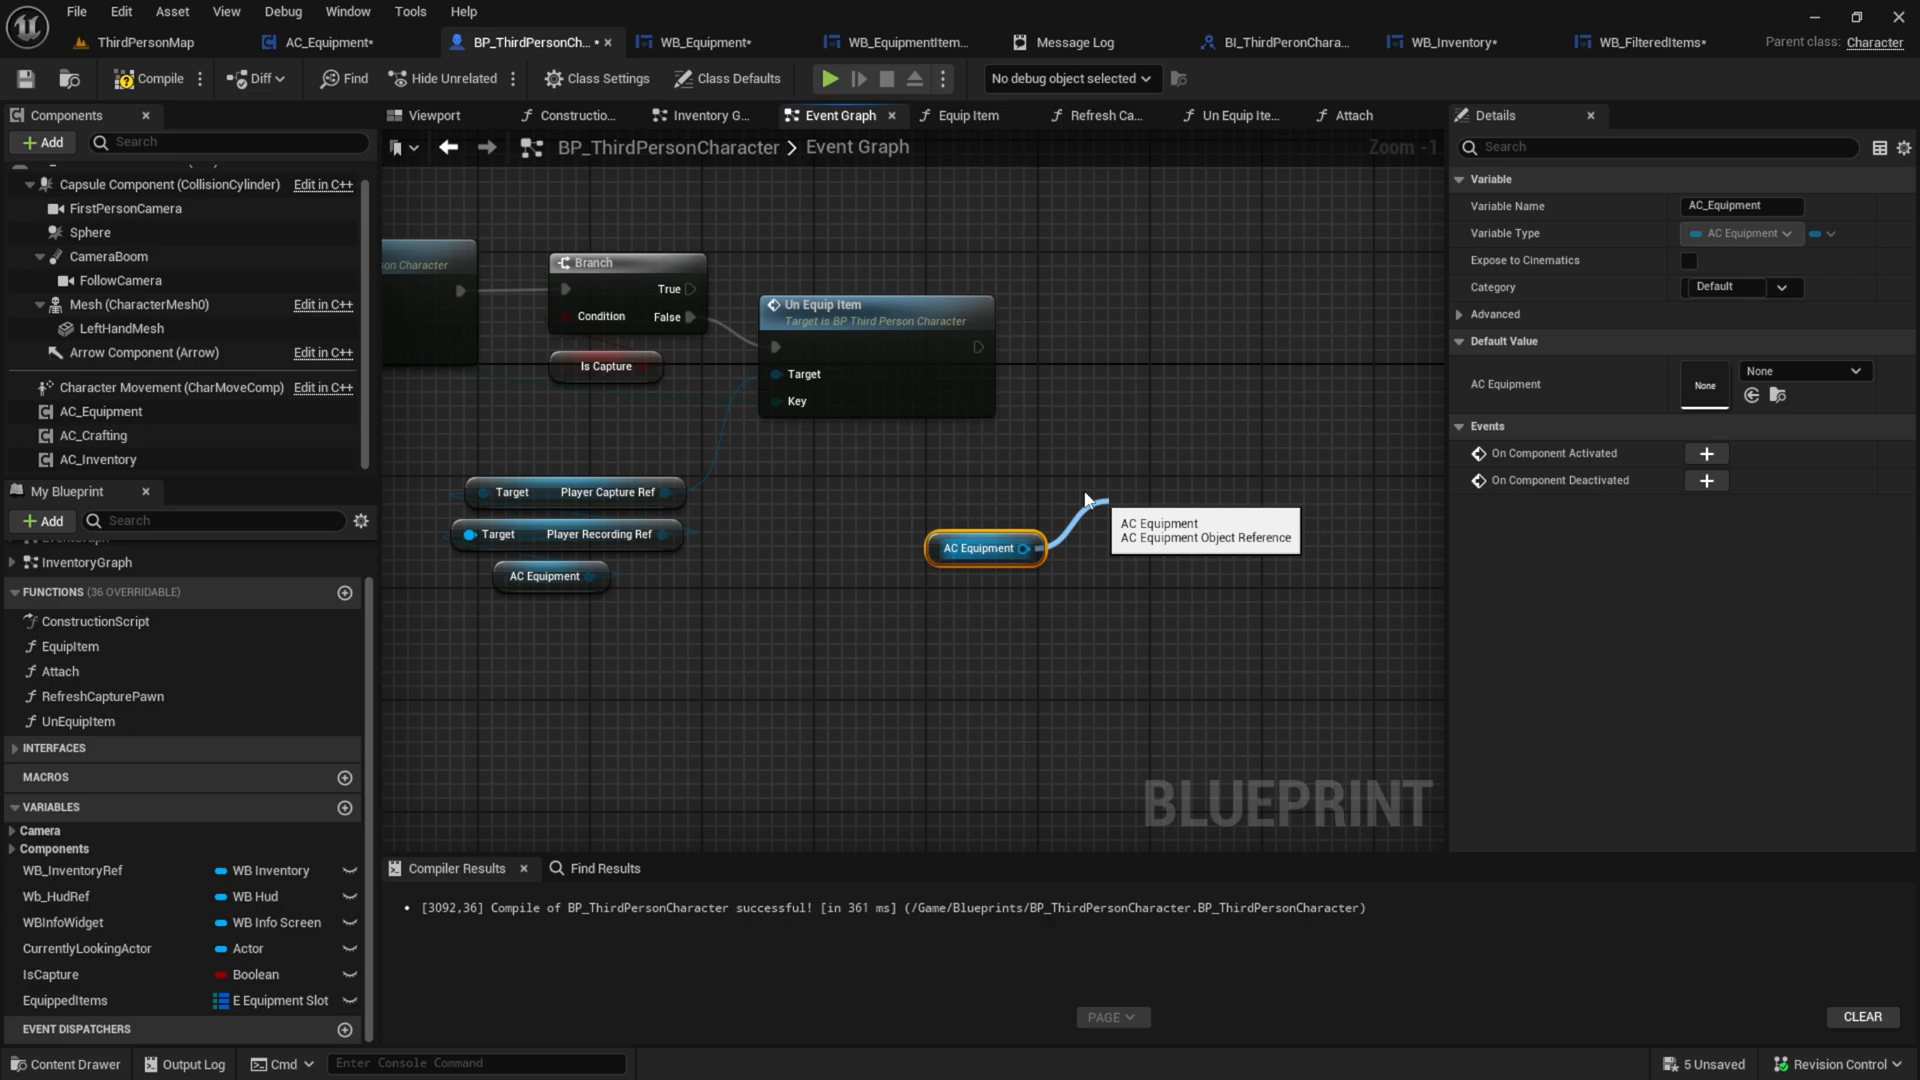 File Edit Asset View Debug Window Tools Help
ThirdPersonMap AC_Equipment* BP_ThirdPersonCh... * WB_Equipment* WB_EquipmentItem... Message Log BI_ThirdPeronChara... WB_Inventory* WB_FilteredItems* Parent class: Character
Compile Diff Find Hide Unrelated Class Settings Class Defaults No debug object selected
Components
Add Search
Capsule Component (CollisionCylinder) Edit in C++
FirstPersonCamera
Sphere
CameraBoom
FollowCamera
Mesh (CharacterMesh0) Edit in C++
LeftHandMesh
Arrow Component (Arrow) Edit in C++
Character Movement (CharMoveComp) Edit in C++
AC_Equipment
AC_Crafting
AC_Inventory
My Blueprint
Add Search
InventoryGraph
FUNCTIONS (36 OVERRIDABLE)
ConstructionScript
EquipItem
Attach
RefreshCapturePawn
UnEquipItem
INTERFACES
MACROS
VARIABLES
Camera
Components
WB_InventoryRef WB Inventory
Wb_HudRef WB Hud
WBInfoWidget WB Info Screen
CurrentlyLookingActor Actor
IsCapture Boolean
EquippedItems E Equipment Slot
EVENT DISPATCHERS
Viewport Constructio... Inventory G... Event Graph Equip Item Refresh Ca... Un Equip Ite... Attach
BP_ThirdPersonCharacter > Event Graph Zoom -1
son Character
Branch
True
Condition False
Is Capture
Un Equip Item
Target is BP Third Person Character
Target
Key
Target Player Capture Ref
Target Player Recording Ref
AC Equipment
AC Equipment
AC Equipment
AC Equipment Object Reference
BLUEPRINT
Compiler Results Find Results
[3092,36] Compile of BP_ThirdPersonCharacter successful! [in 361 ms] (/Game/Blueprints/BP_ThirdPersonCharacter.BP_ThirdPersonCharacter)
PAGE CLEAR
Details
Search
Variable
Variable Name AC_Equipment
Variable Type AC Equipment
Expose to Cinematics
Category Default
Advanced
Default Value
AC Equipment None None
Events
On Component Activated
On Component Deactivated
Content Drawer Output Log Cmd Enter Console Command 5 Unsaved Revision Control